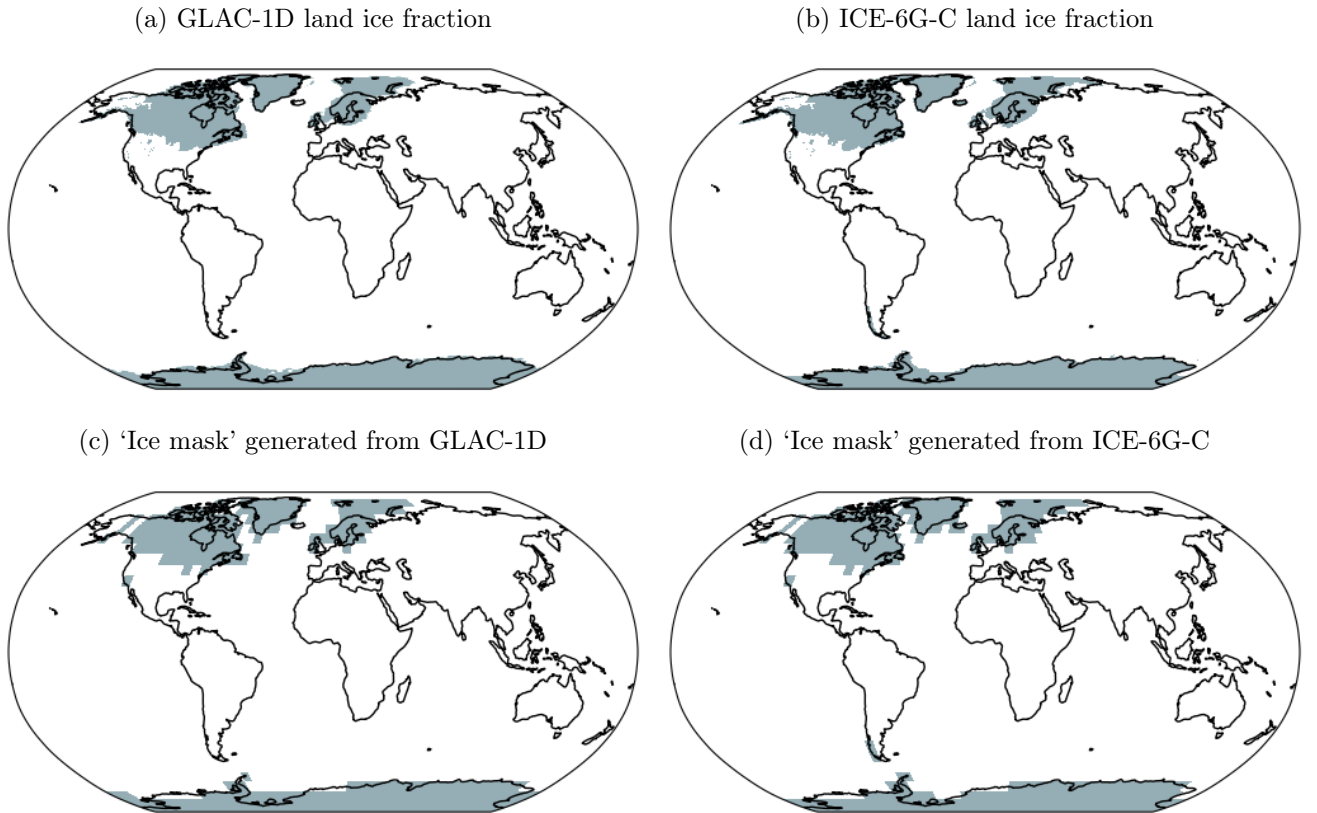 (a) GLAC-1D land ice fraction
(b) ICE-6G-C land ice fraction
(c) ‘Ice mask’ generated from GLAC-1D
(d) ‘Ice mask’ generated from ICE-6G-C